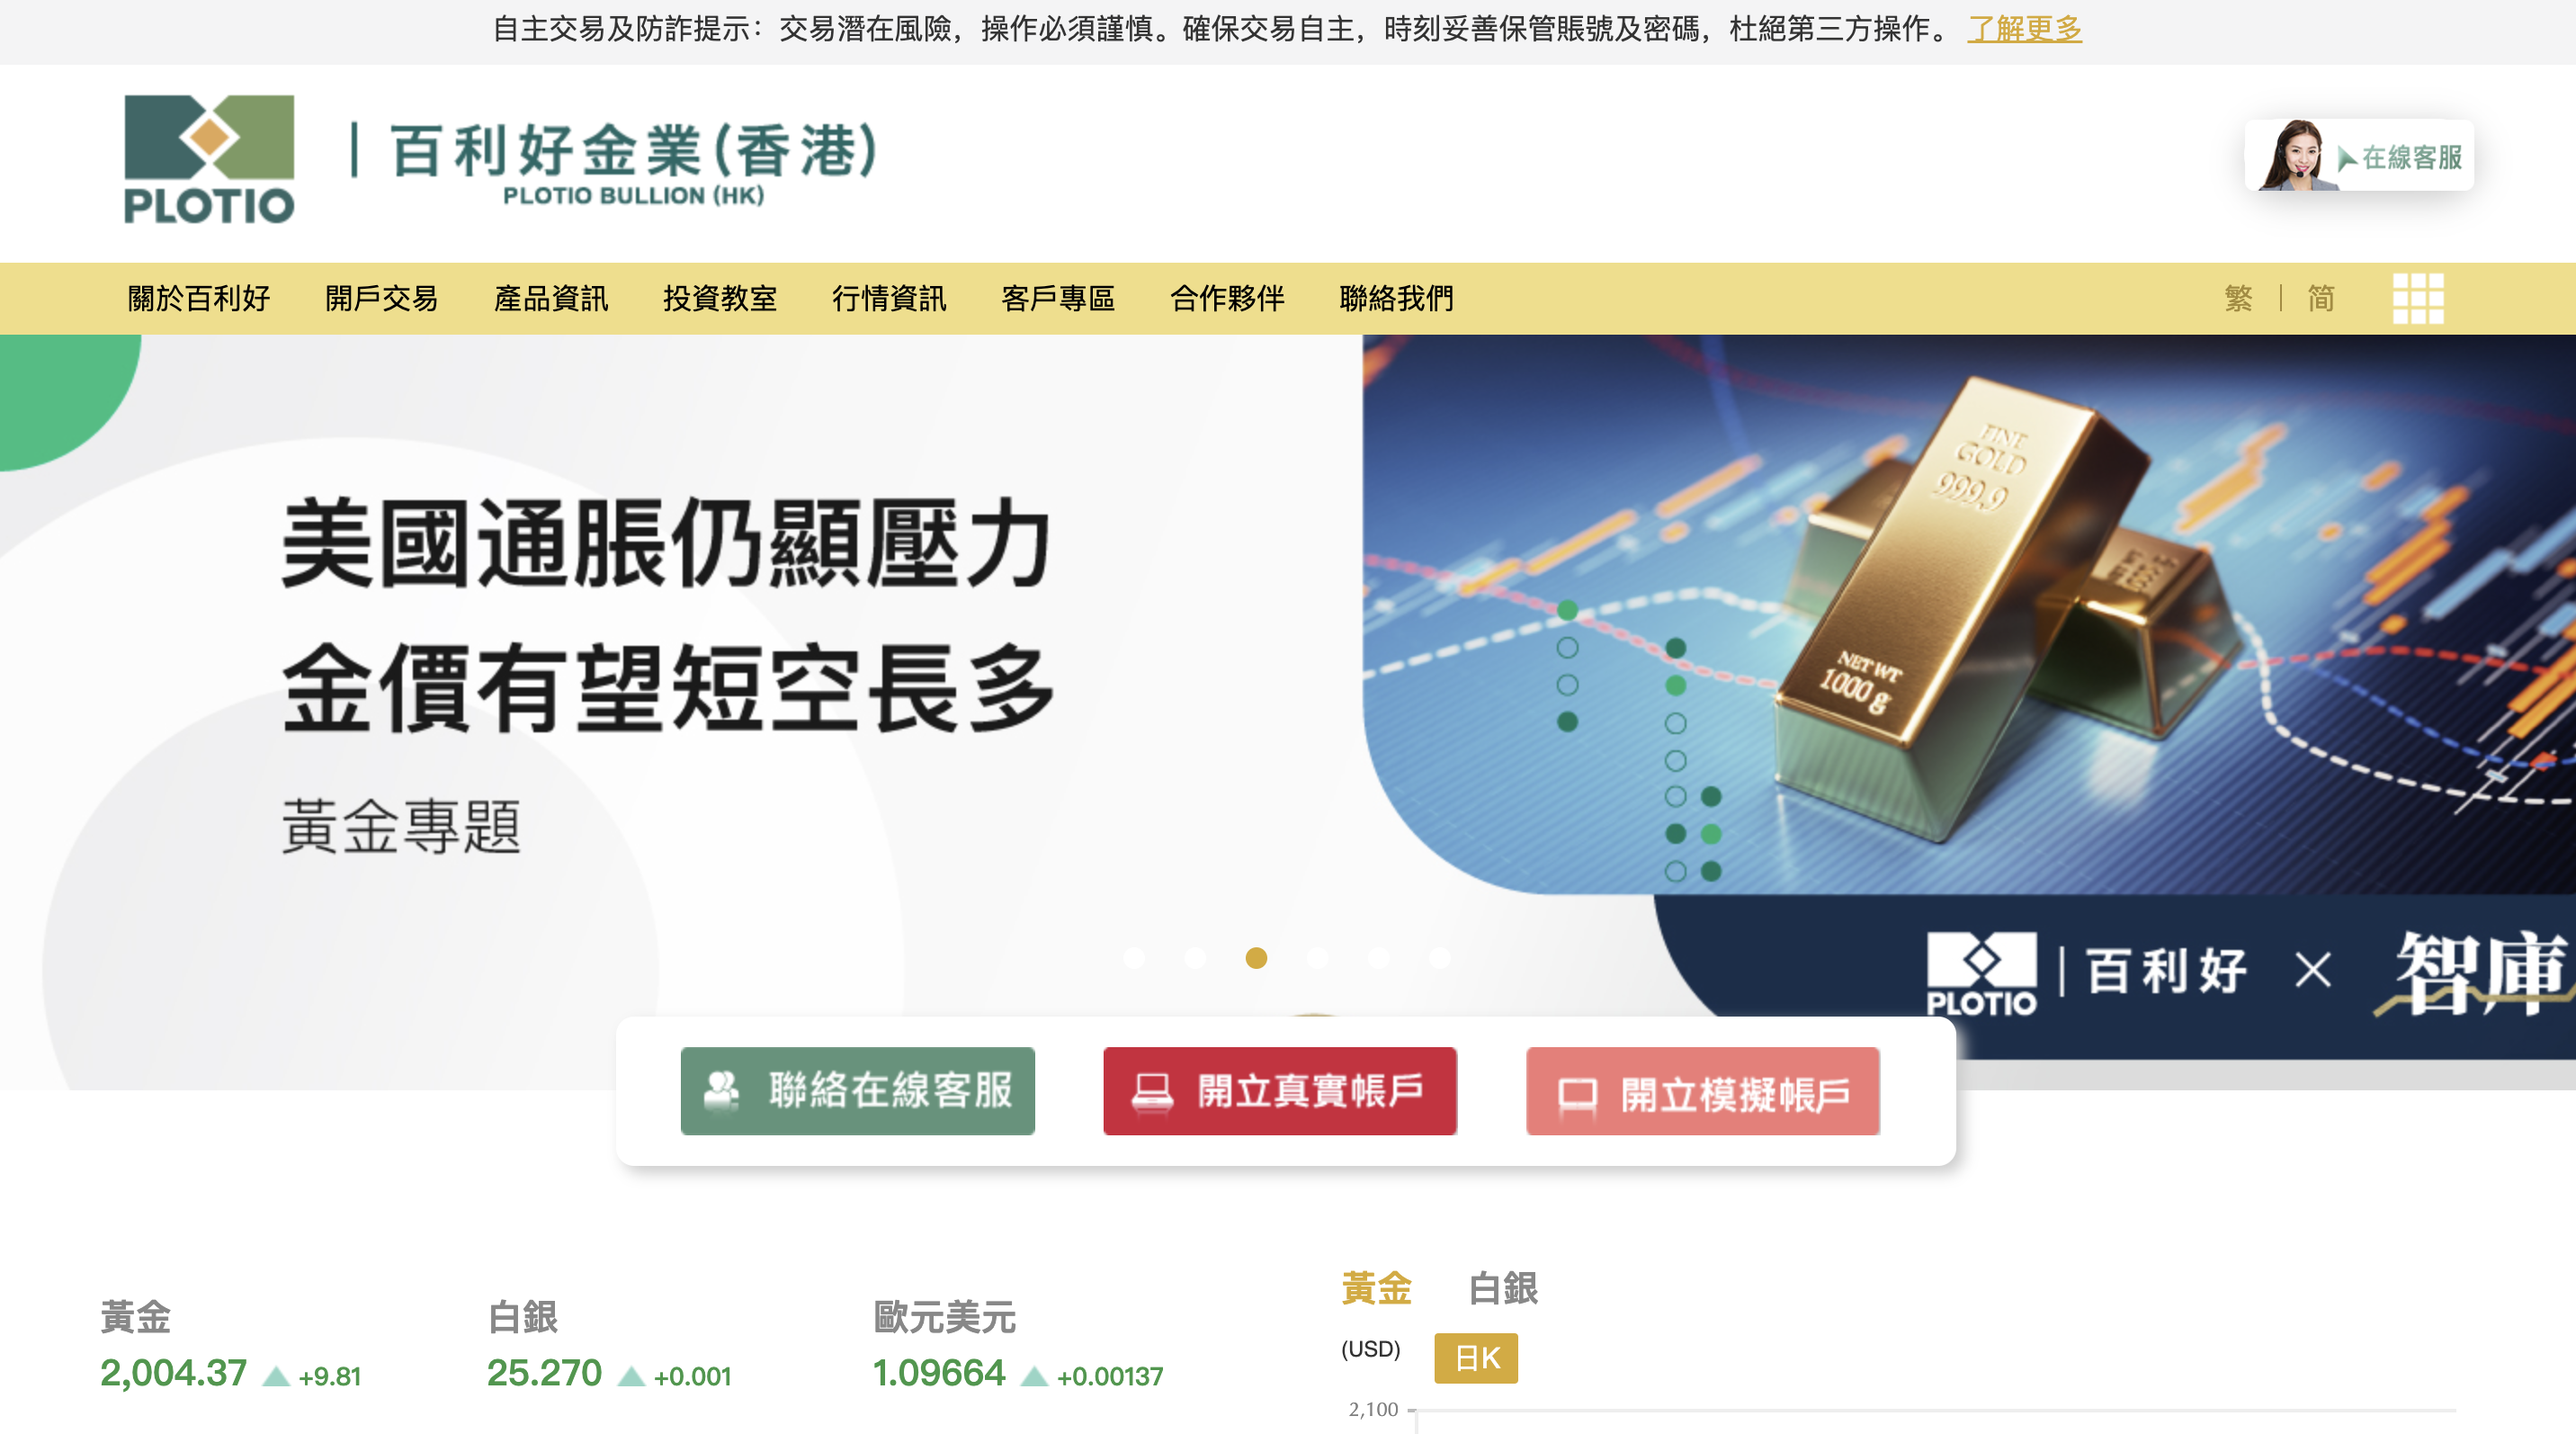 自主交易及防詐提示：交易潛在風險，操作必須謹慎。確保交易自主，時刻妥善保管賬號及密碼，杜絕第三方操作。 了解更多
PLOTIO
百利好金業(香港)
PLOTIO BULLION (HK)
在線客服
關於百利好 開戶交易 產品資訊 投資教室 行情資訊 客戶專區 合作夥伴 聯絡我們 繁 | 简
美國通脹仍顯壓力
金價有望短空長多
黃金專題
FINE
GOLD
999.9
NET WT
1000 g
PLOTIO | 百利好 × 智庫
聯絡在線客服 開立真實帳戶 開立模擬帳戶
黃金 白銀 歐元美元
2,004.37 +9.81 25.270 +0.001 1.09664 +0.00137
黃金 白銀
(USD) 日K
2,100